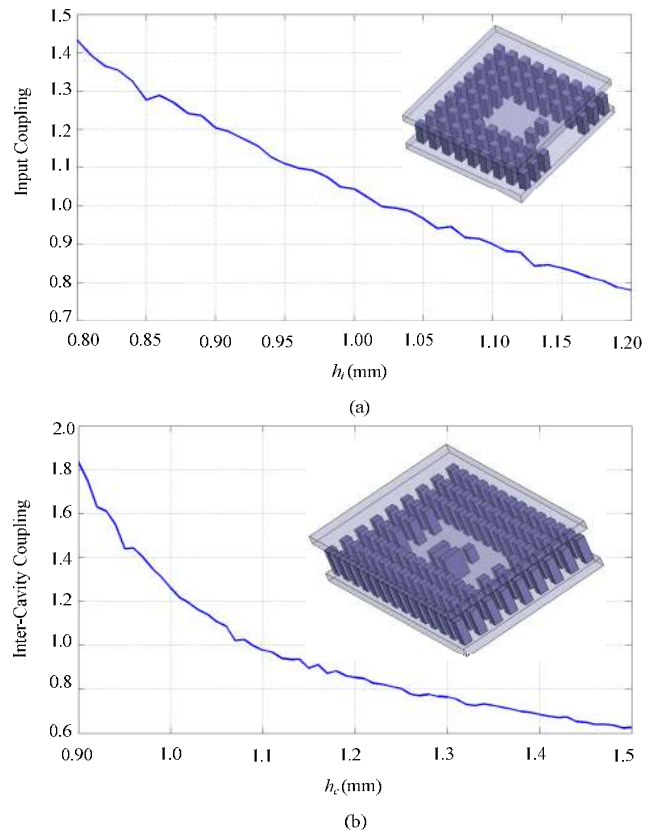 1.5
1.4
1.3
1.2
1.1
1.0
0.9
0.8
0.7
Input Coupling
0.80 0.85 0.90 0.95 1.00 1.05 1.10 1.15 1.20
hᵢ (mm)
(a)
2.0
1.8
1.6
1.4
1.2
1.0
0.8
0.6
Inter-Cavity Coupling
0.90 1.0 1.1 1.2 1.3 1.4 1.5
h_c (mm)
(b)